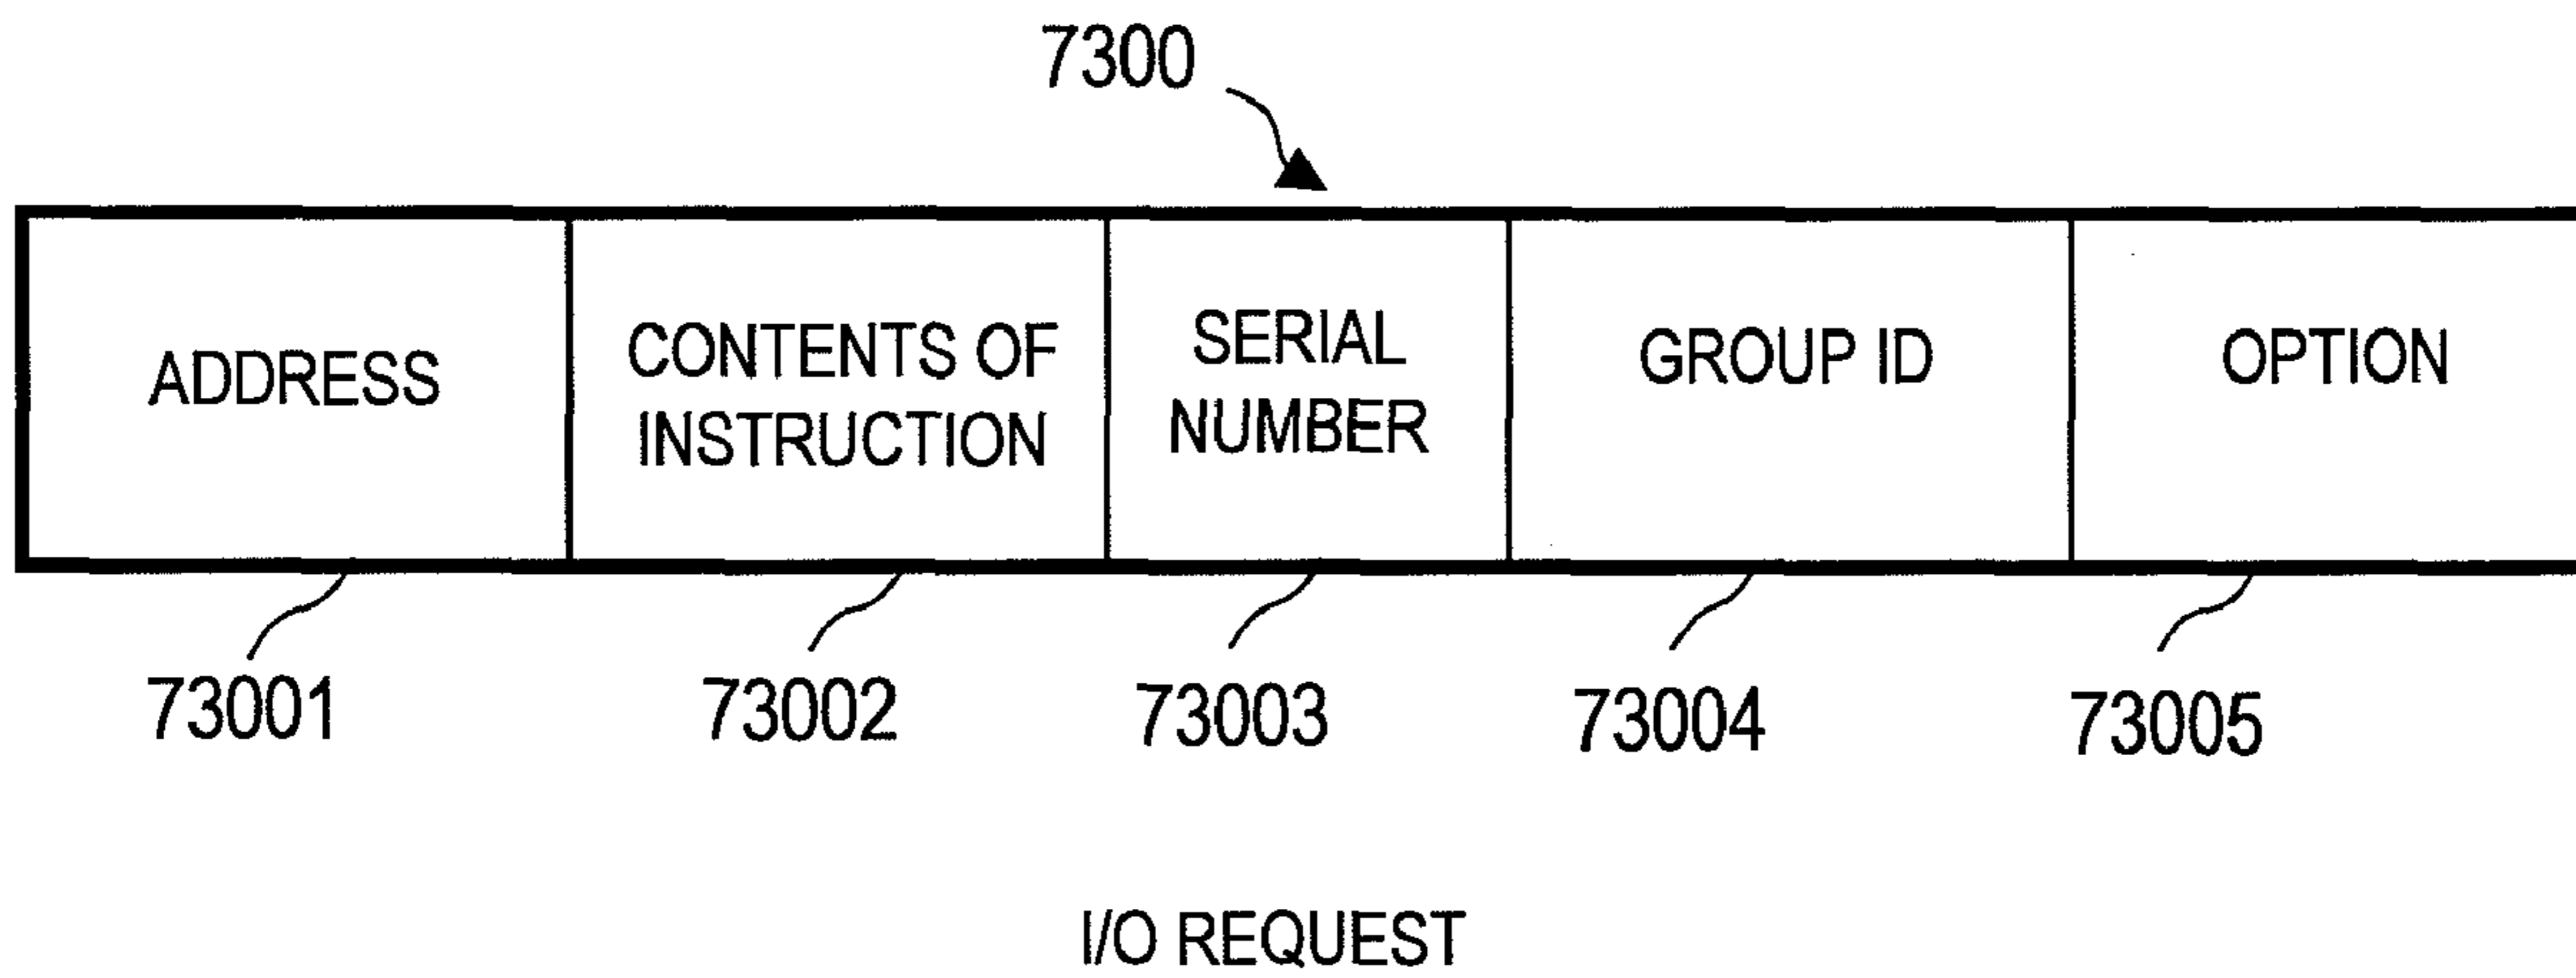 7300
ADDRESS
CONTENTS OF
INSTRUCTION
SERIAL
NUMBER
GROUP ID
OPTION
73001
73002
73003
73004
73005
I/O REQUEST